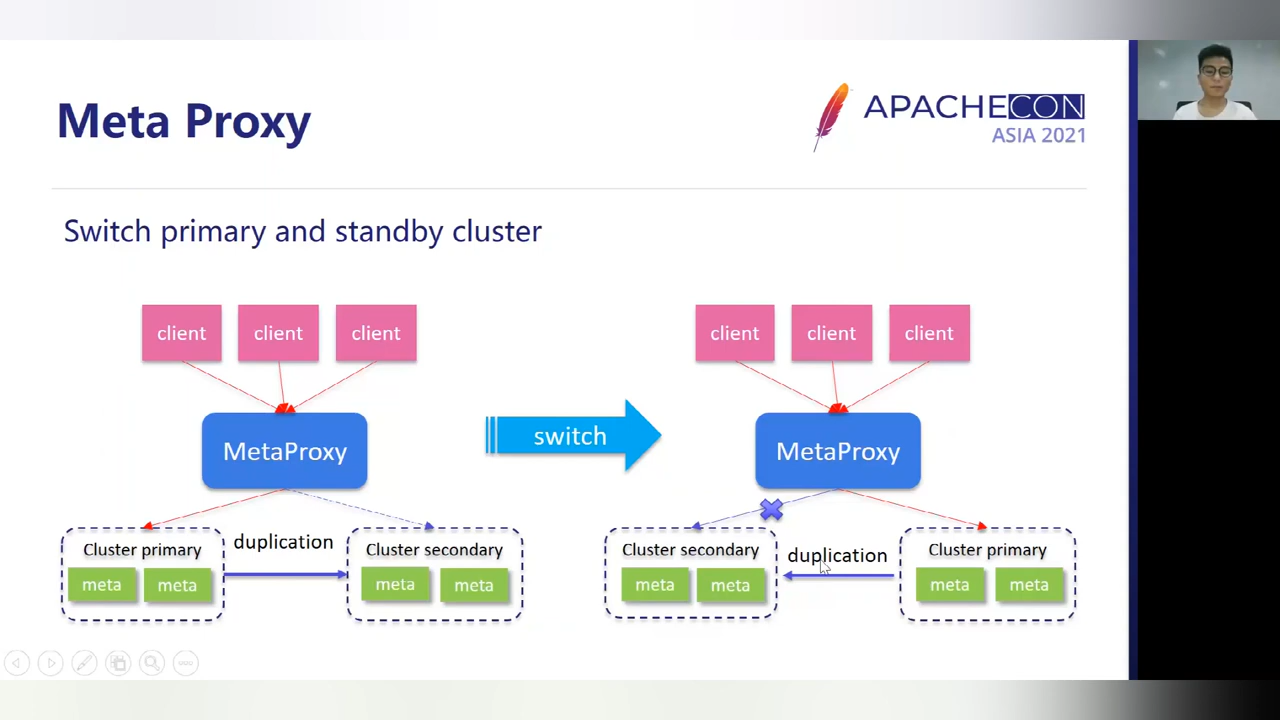 Meta Proxy
APACHECON
ASIA 2021
Switch primary and standby cluster
client client client
MetaProxy
Cluster primary
meta meta
duplication
Cluster secondary
meta meta
switch
client client client
MetaProxy
Cluster secondary
meta meta
duplication
Cluster primary
meta meta